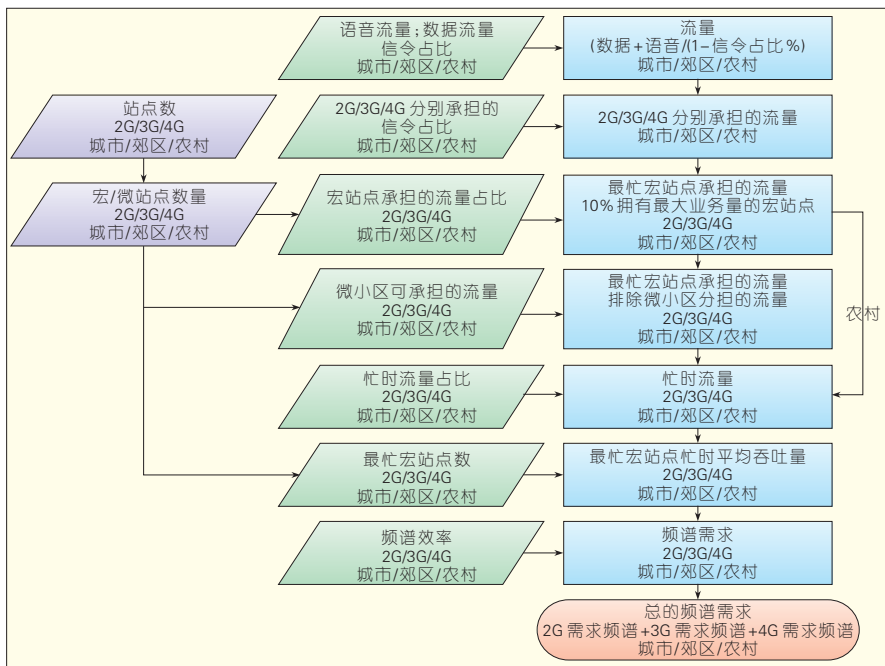 语音流量;数据流量
信令占比
城市/郊区/农村
流量
(数据+语音/(1-信令占比%)
城市/郊区/农村
站点数
2G/3G/4G
城市/郊区/农村
2G/3G/4G分别承担的
信令占比
城市/郊区/农村
2G/3G/4G分别承担的流量
城市/郊区/农村
宏/微站点数量
2G/3G/4G
城市/郊区/农村
宏站点承担的流量占比
2G/3G/4G
城市/郊区/农村
最忙宏站点承担的流量
10%拥有最大业务量的宏站点
2G/3G/4G
城市/郊区/农村
微小区可承担的流量
2G/3G/4G
城市/郊区/农村
最忙宏站点承担的流量
排除微小区分担的流量
2G/3G/4G
城市/郊区/农村
农村
忙时流量占比
2G/3G/4G
城市/郊区/农村
忙时流量
2G/3G/4G
城市/郊区/农村
最忙宏站点数
2G/3G/4G
城市/郊区/农村
最忙宏站点忙时平均吞吐量
2G/3G/4G
城市/郊区/农村
频谱效率
2G/3G/4G
城市/郊区/农村
频谱需求
2G/3G/4G
城市/郊区/农村
总的频谱需求
2G需求频谱+3G需求频谱+4G需求频谱
城市/郊区/农村